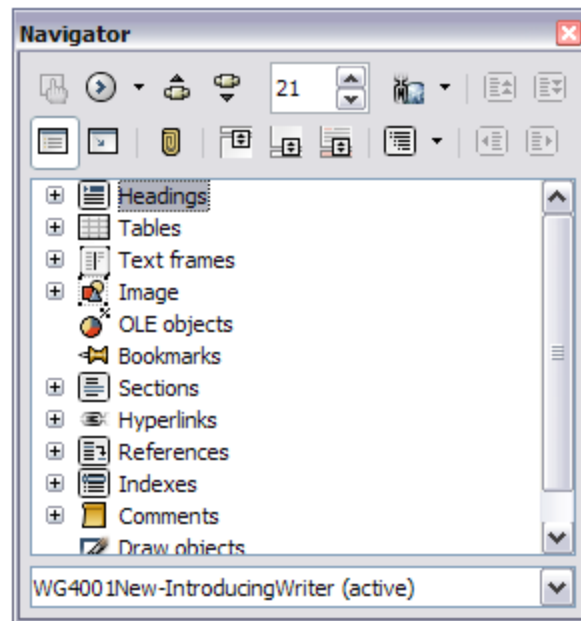 Navigator
21
Headings
Tables
Text frames
Image
OLE objects
Bookmarks
Sections
Hyperlinks
References
Indexes
Comments
Draw objects
WG4001New-IntroducingWriter (active)